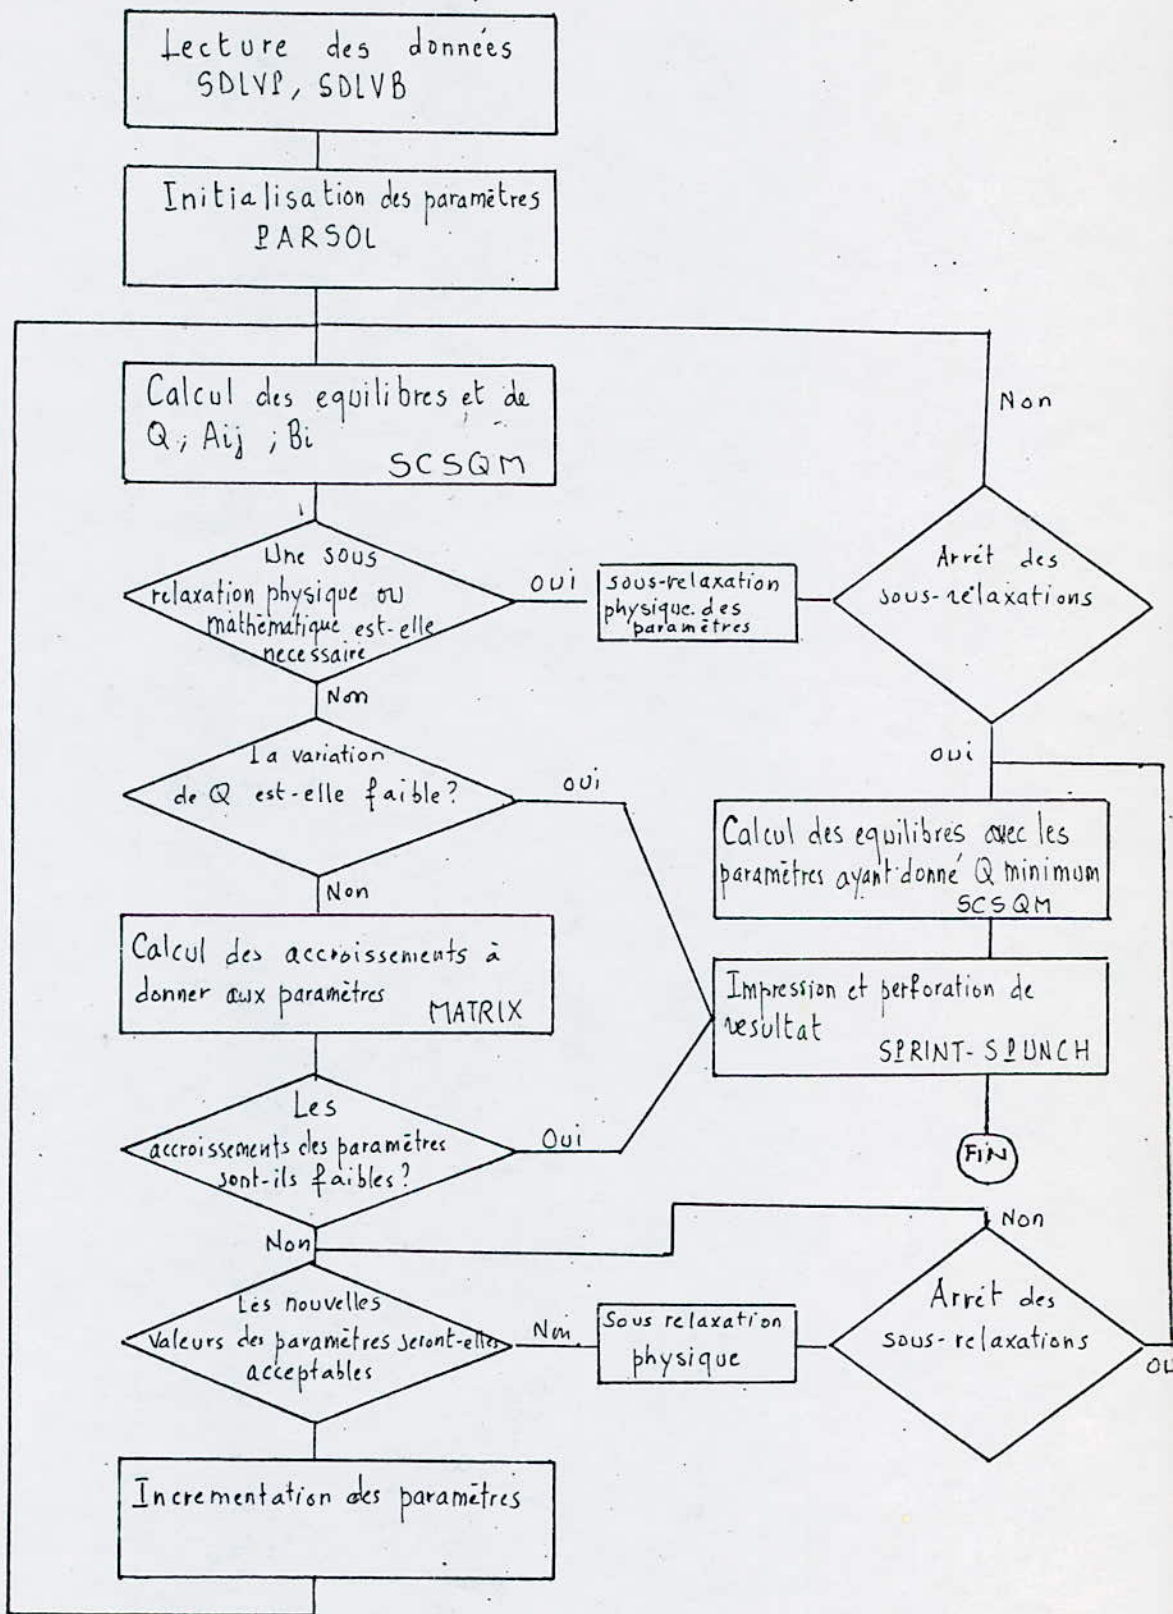 Lecture des données
SDLVP, SDLVB
Initialisation des paramètres
PARSOL
Calcul des equilibres et de
Q; Aij ; Bi
SCSQM
Non
Une sous
relaxation physique ou
mathématique est-elle
necessaire
OUI
sous-relaxation
physique des
paramètres
Arrêt des
sous-rélaxations
Non
La variation
de Q est-elle faible?
OUI
OUI
Calcul des equilibres avec les
paramètres ayant donné Q minimum
SCSQM
Non
Calcul des accroissements à
donner aux paramètres
MATRIX
Impression et perforation de
resultat
SPRINT-SPUNCH
FIN
Les
accroissements des paramètres
sont-ils faibles?
Oui
Non
Non
Les nouvelles
Valeurs des paramètres seront-elles
acceptables
Non
Sous relaxation
physique
Arrêt des
sous-relaxations
OU
Incrementation des paramètres